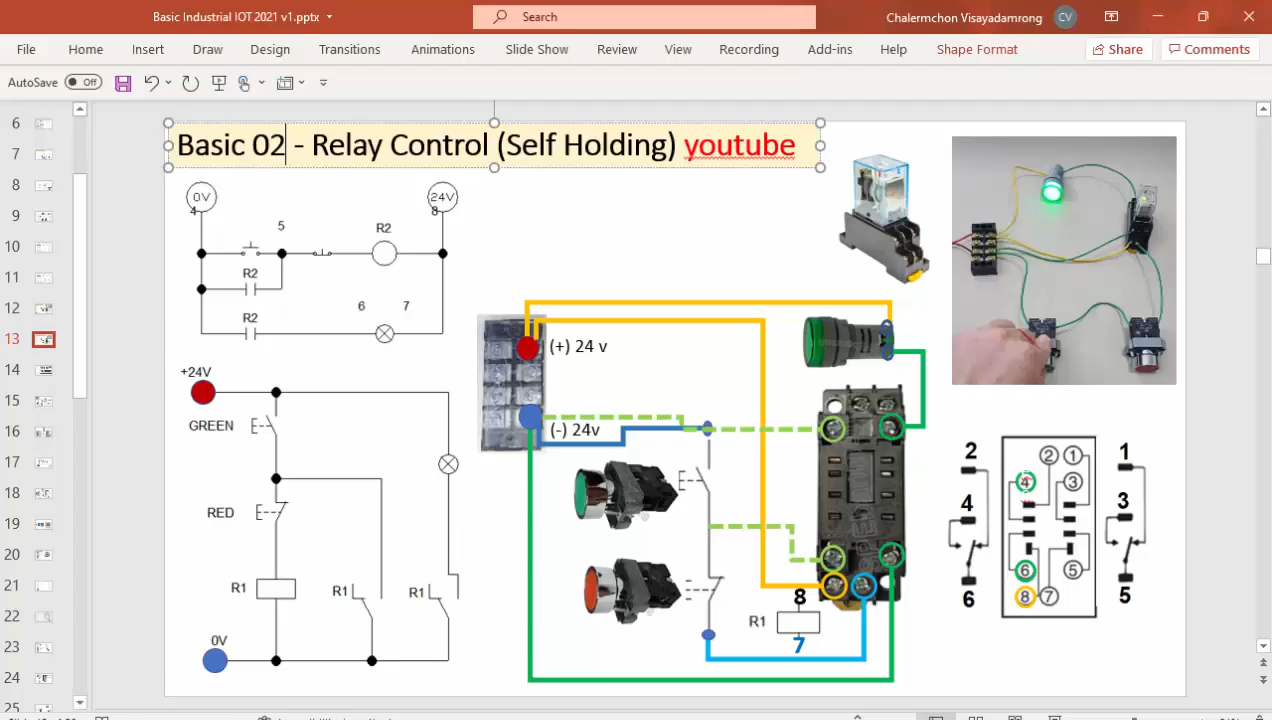 Basic Industrial IOT 2021 v1.pptx
Search
Chalermchon Visayadamrong
CV
File Home Insert Draw Design Transitions Animations Slide Show Review View Recording Add-ins Help Shape Format Share Comments
AutoSave Off
6
7
8
9
10
11
12
13
14
15
16
17
18
19
20
21
22
23
24
25
Basic 02 - Relay Control (Self Holding) youtube
0V
24V
4
8
5
R2
R2
R2
6
7
+24V
GREEN
RED
R1
R1
R1
0V
(+) 24 v
(-) 24v
8
R1
7
2
4
6
2
1
4
3
6
5
8
7
1
3
5